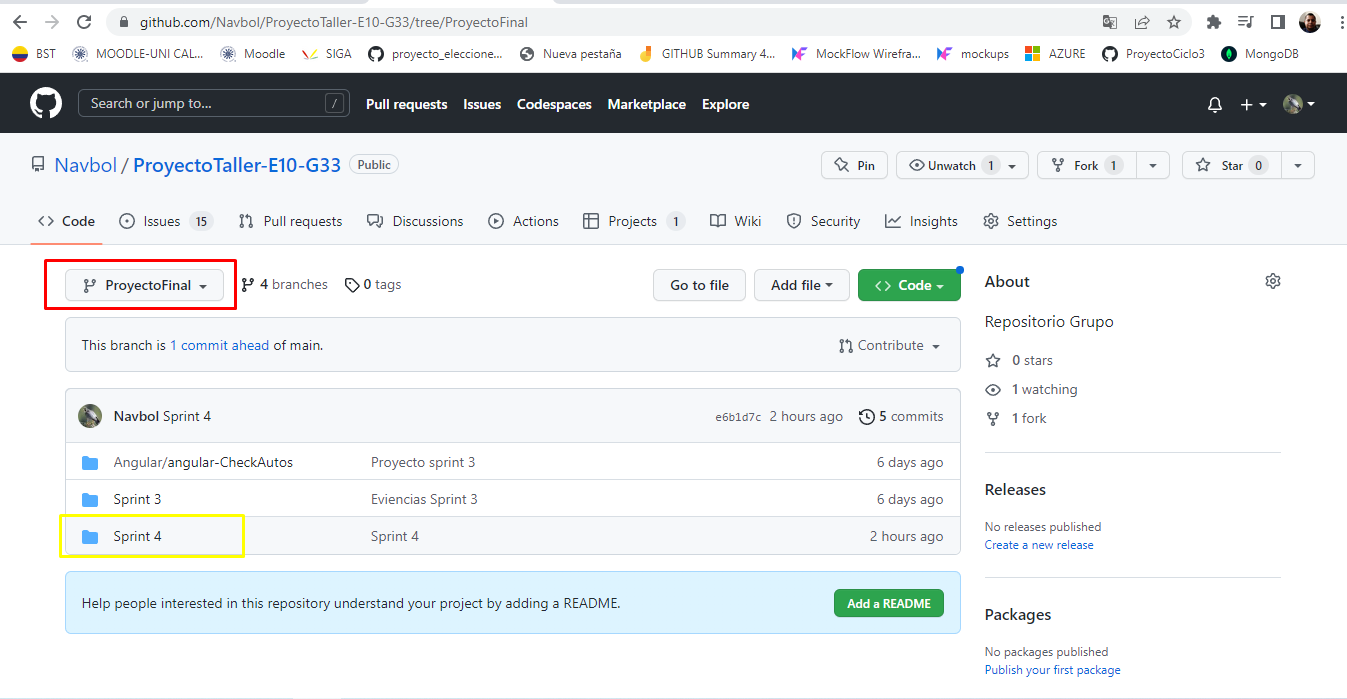 github.com/Navbol/ProyectoTaller-E10-G33/tree/ProyectoFinal
BST MOODLE-UNI CAL... Moodle SIGA proyecto_eleccione... Nueva pestaña GITHUB Summary 4... MockFlow Wirefra... mockups AZURE ProyectoCiclo3 MongoDB
Search or jump to... / Pull requests Issues Codespaces Marketplace Explore
Navbol / ProyectoTaller-E10-G33 Public Pin Unwatch 1 Fork 1 Star 0
Code Issues 15 Pull requests Discussions Actions Projects 1 Wiki Security Insights Settings
ProyectoFinal 4 branches 0 tags Go to file Add file Code
This branch is 1 commit ahead of main. Contribute
Navbol Sprint 4 e6b1d7c 2 hours ago 5 commits
Angular/angular-CheckAutos Proyecto sprint 3 6 days ago
Sprint 3 Eviencias Sprint 3 6 days ago
Sprint 4 Sprint 4 2 hours ago
Help people interested in this repository understand your project by adding a README. Add a README
About
Repositorio Grupo
0 stars
1 watching
1 fork
Releases
No releases published
Create a new release
Packages
No packages published
Publish your first package